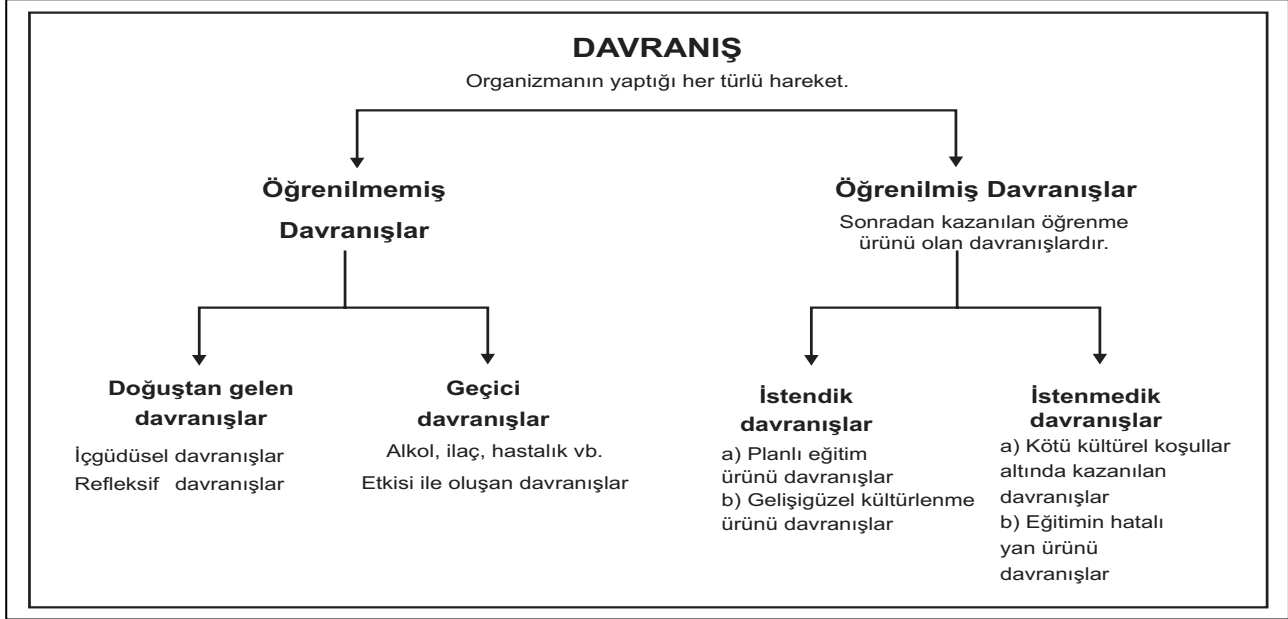 DAVRANIŞ
Organizmanın yaptığı her türlü hareket.
Öğrenilmemiş
Davranışlar
Öğrenilmiş Davranışlar
Sonradan kazanılan öğrenme
ürünü olan davranışlardır.
Doğuştan gelen
davranışlar
İçgüdüsel davranışlar
Refleksif davranışlar
Geçici
davranışlar
Alkol, ilaç, hastalık vb.
Etkisi ile oluşan davranışlar
İstendik
davranışlar
a) Planlı eğitim
ürünü davranışlar
b) Gelişigüzel kültürlenme
ürünü davranışlar
İstenmedik
davranışlar
a) Kötü kültürel koşullar
altında kazanılan
davranışlar
b) Eğitimin hatalı
yan ürünü
davranışlar